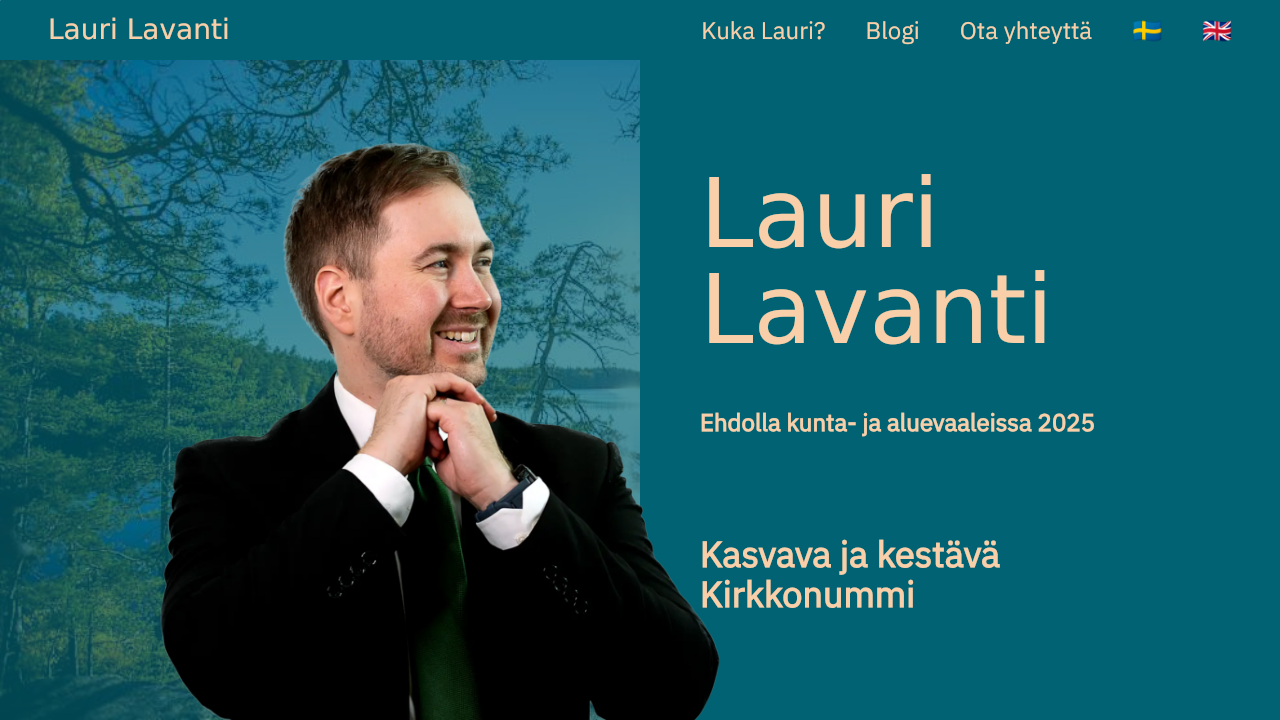 Lauri Lavanti
Kuka Lauri?
Blogi
Ota yhteyttä
Lauri
Lavanti
Ehdolla kunta- ja aluevaaleissa 2025
Kasvava ja kestävä
Kirkkonummi